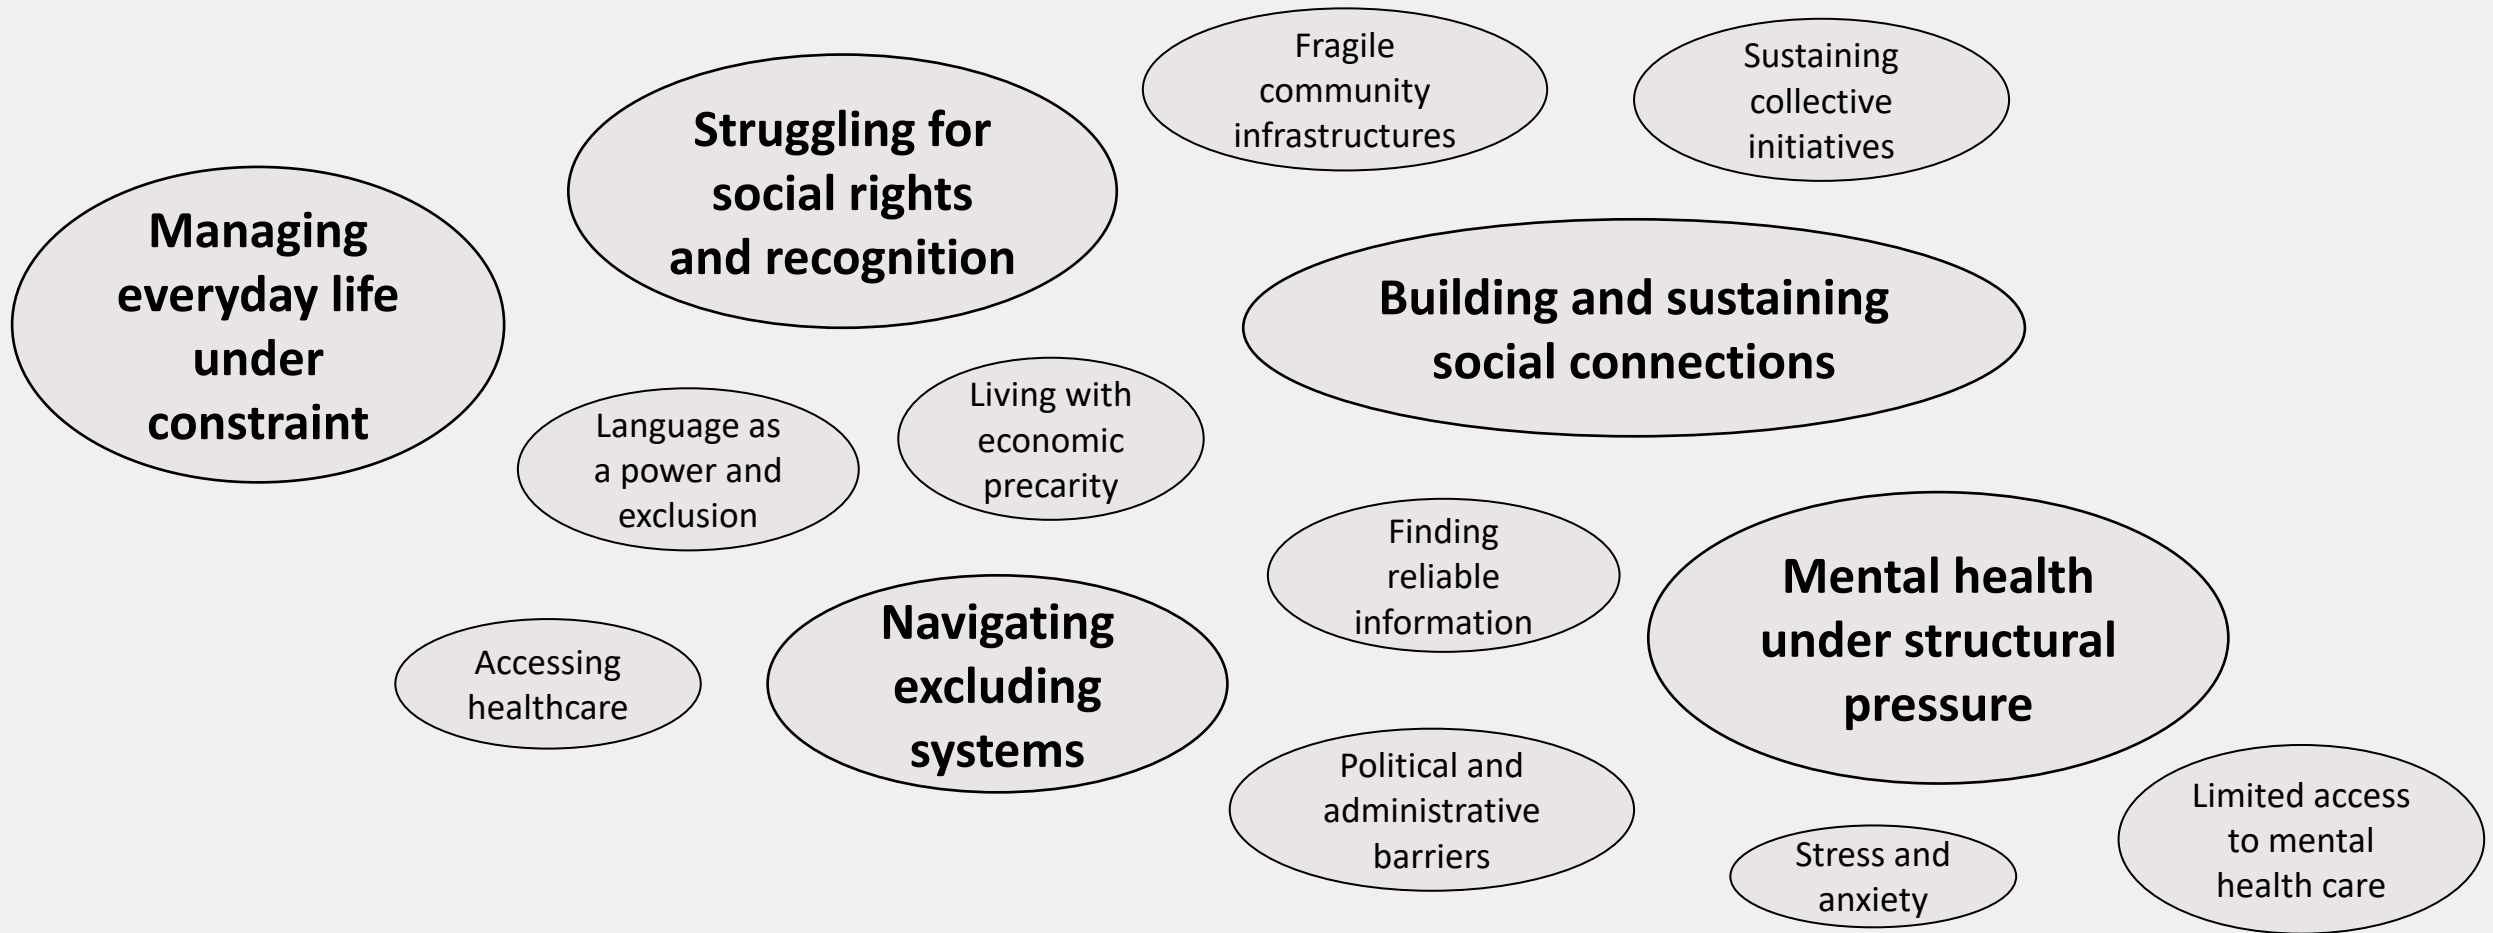 Fragile
community
infrastructures
Sustaining
collective
initiatives
Struggling for
social rights
and recognition
Managing
everyday life
under
constraint
Building and sustaining
social connections
Living with
economic
precarity
Language as
a power and
exclusion
Finding
reliable
information
Mental health
under structural
pressure
Navigating
excluding
systems
Accessing
healthcare
Political and
administrative
barriers
Limited access
to mental
health care
Stress and
anxiety